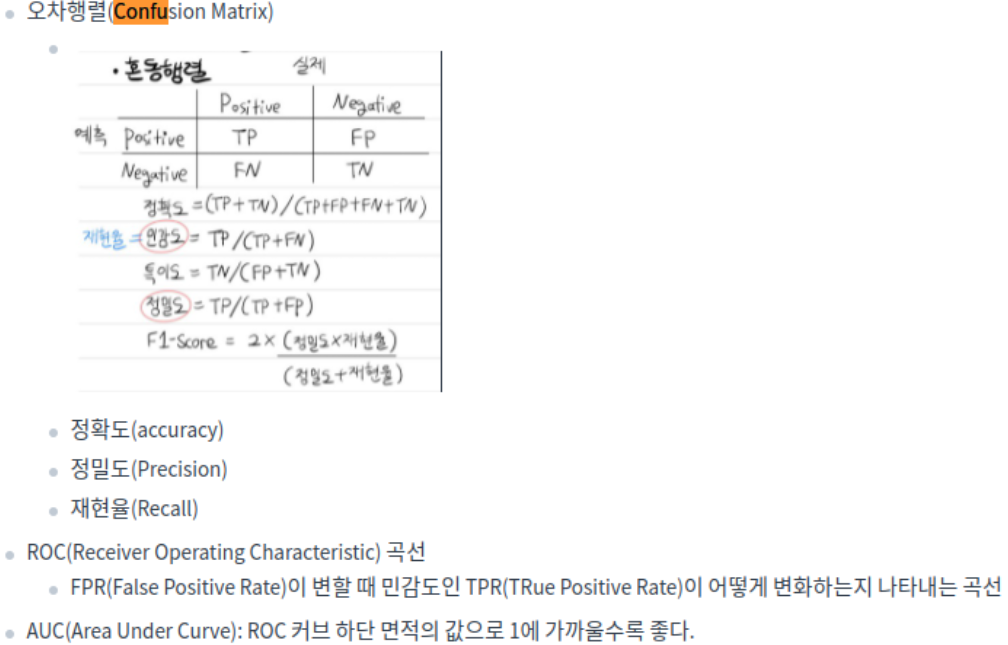 오차행렬(Confusion Matrix)
• 혼동행렬 실제
Positive Negative
예측 Positive TP FP
Negative FN TN
정확도 =(TP+TN)/(TP+FP+FN+TN)
재현율 = 민감도 = TP/(TP+FN)
특이도 = TN/(FP+TN)
정밀도 = TP/(TP+FP)
F1-Score = 2× (정밀도×재현율)
(정밀도+재현율)
정확도(accuracy)
정밀도(Precision)
재현율(Recall)
ROC(Receiver Operating Characteristic) 곡선
FPR(False Positive Rate)이 변할 때 민감도인 TPR(TRue Positive Rate)이 어떻게 변화하는지 나타내는 곡선
AUC(Area Under Curve): ROC 커브 하단 면적의 값으로 1에 가까울수록 좋다.